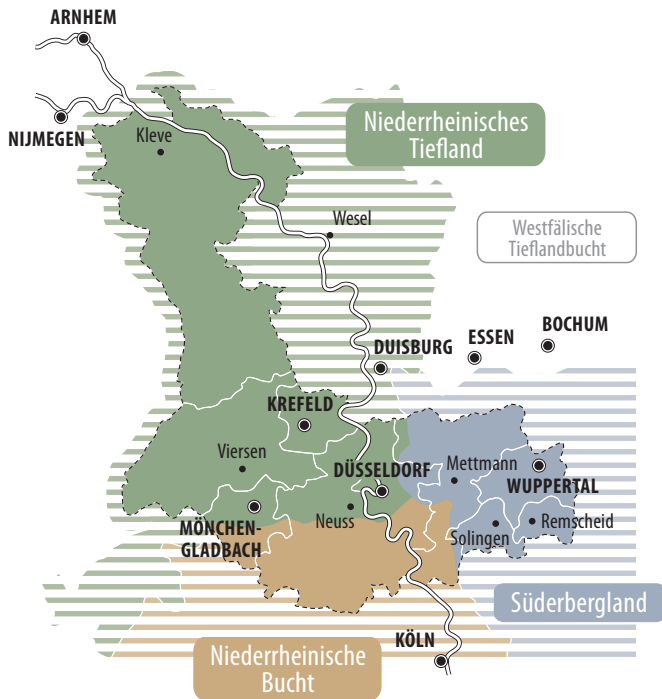 ARNHEM
NIJMEGEN
Kleve
Niederrheinisches
Tiefland
Wesel
Westfälische
Tieflandbucht
DUISBURG
ESSEN
BOCHUM
KREFELD
Viersen
DÜSSELDORF
Mettmann
WUPPERTAL
MÖNCHEN-
GLADBACH
Neuss
Solingen
Remscheid
Süderbergland
KÖLN
Niederrheinische
Bucht